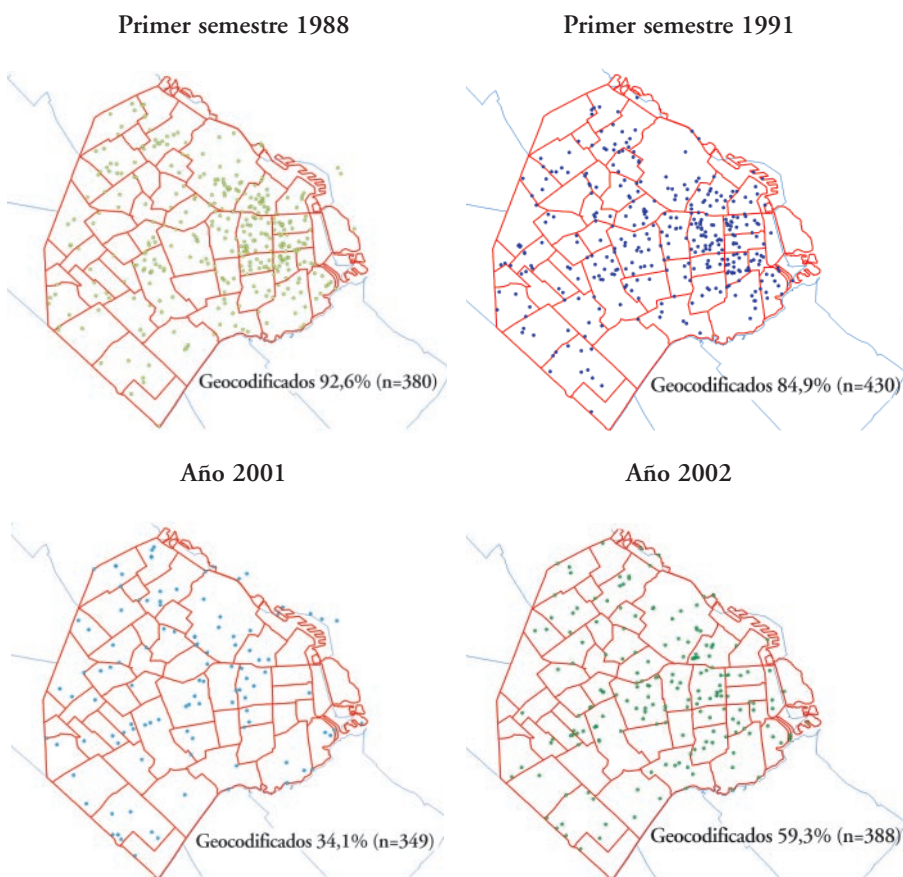 Primer semestre 1988
Primer semestre 1991
Geocodificados 92,6% (n=380)
Geocodificados 84,9% (n=430)
Año 2001
Año 2002
Geocodificados 34,1% (n=349)
Geocodificados 59,3% (n=388)